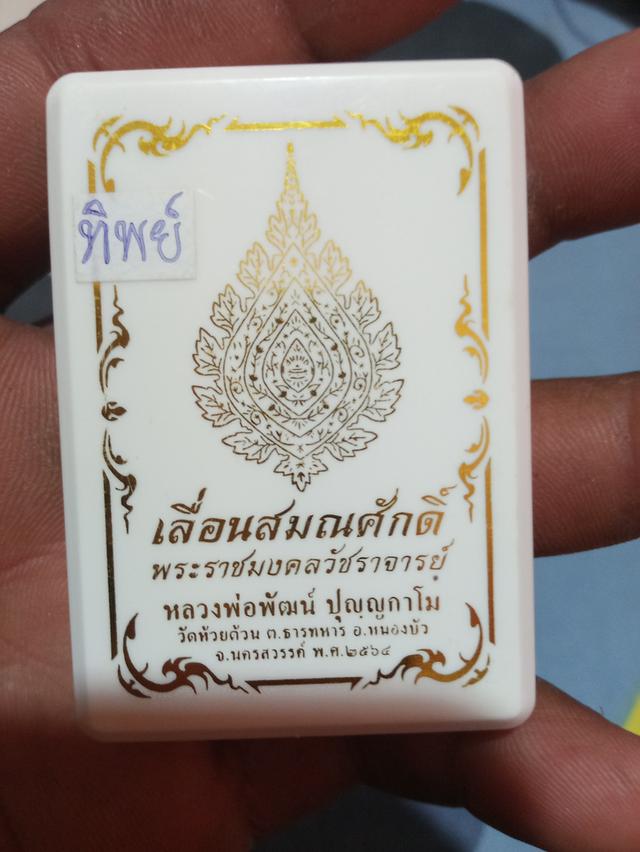 ทิพย์
เลื่อนสมณศักดิ์
พระราชมงคลวัชราจารย์
หลวงพ่อพัฒน์ ปุญฺญกาโม
วัดห้วยด้วน ต.ธารทหาร อ.หนองบัว
จ.นครสวรรค์ พ.ศ.๒๕๖๔